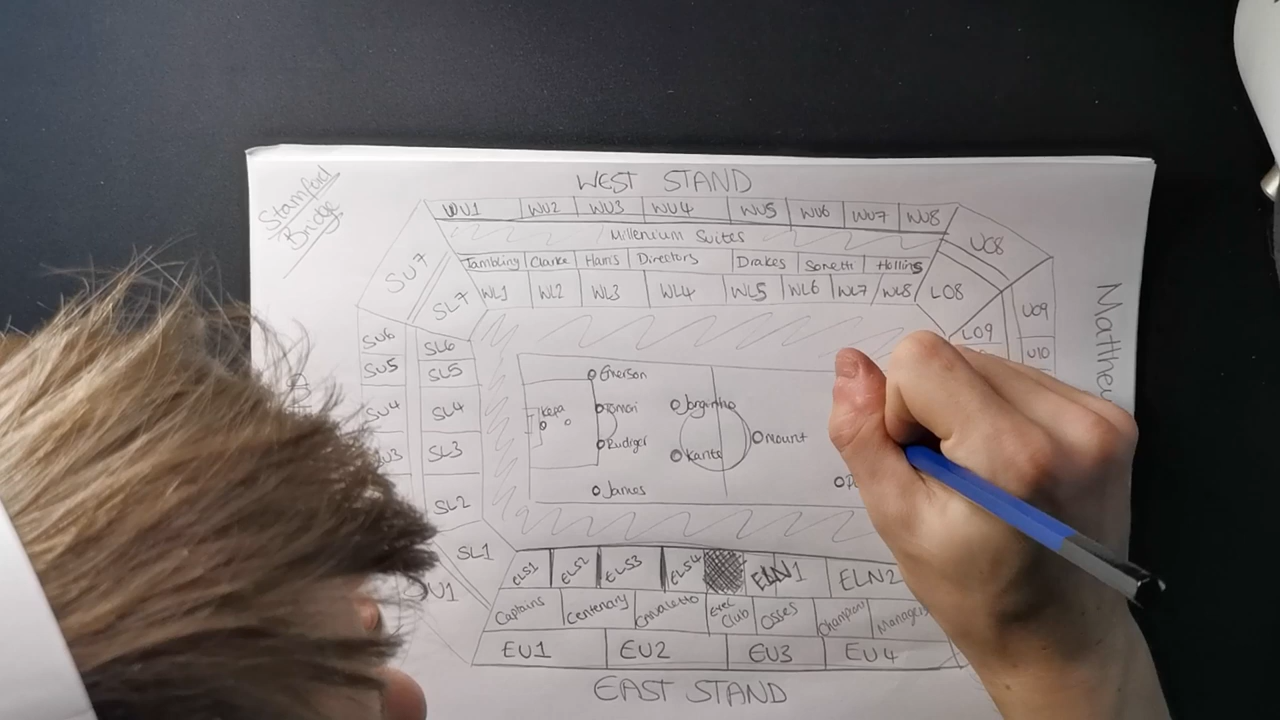 Stamford
Bridge
WEST STAND
WU1 WU2 WU3 WU4 WU5 WU6 WU7 WU8
Millenium Suites
Tambling Clarke Harris Directors Drakes Sonetti Hollins
WL1 WL2 WL3 WL4 WL5 WL6 WL7 WL8
SU7
SL7
UO8
LO8
UO9
LO9
U10
SU6 SL6
SU5 SL5
SU4 SL4
SL3
SL2
SL1
Emerson
Kepa Tomori Jorginho
Rudiger Kante Mount
James
ELS1 ELS2 ELS3 ELS4 ELN1 ELN2
Captains Centenary Canaletto Exec Club Osses Champions Managers
EU1 EU2 EU3 EU4
EAST STAND